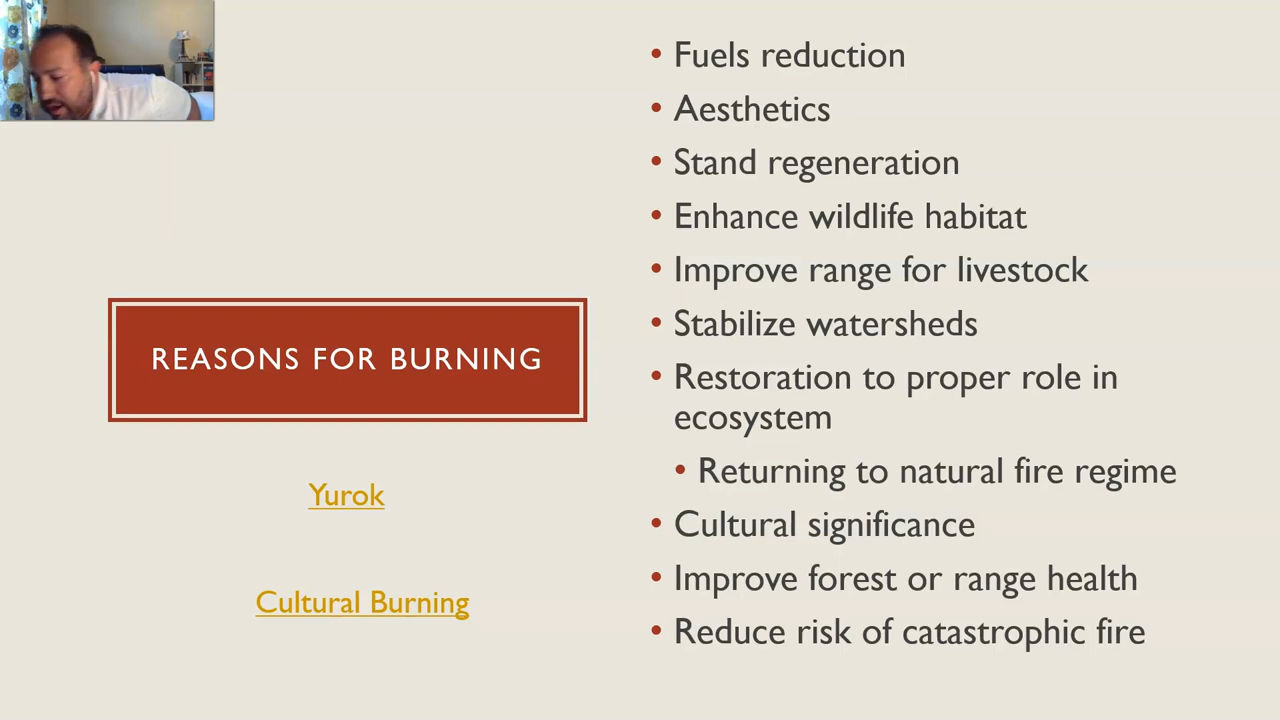 REASONS FOR BURNING
Yurok
Cultural Burning
• Fuels reduction
• Aesthetics
• Stand regeneration
• Enhance wildlife habitat
• Improve range for livestock
• Stabilize watersheds
• Restoration to proper role in
ecosystem
• Returning to natural fire regime
• Cultural significance
• Improve forest or range health
• Reduce risk of catastrophic fire